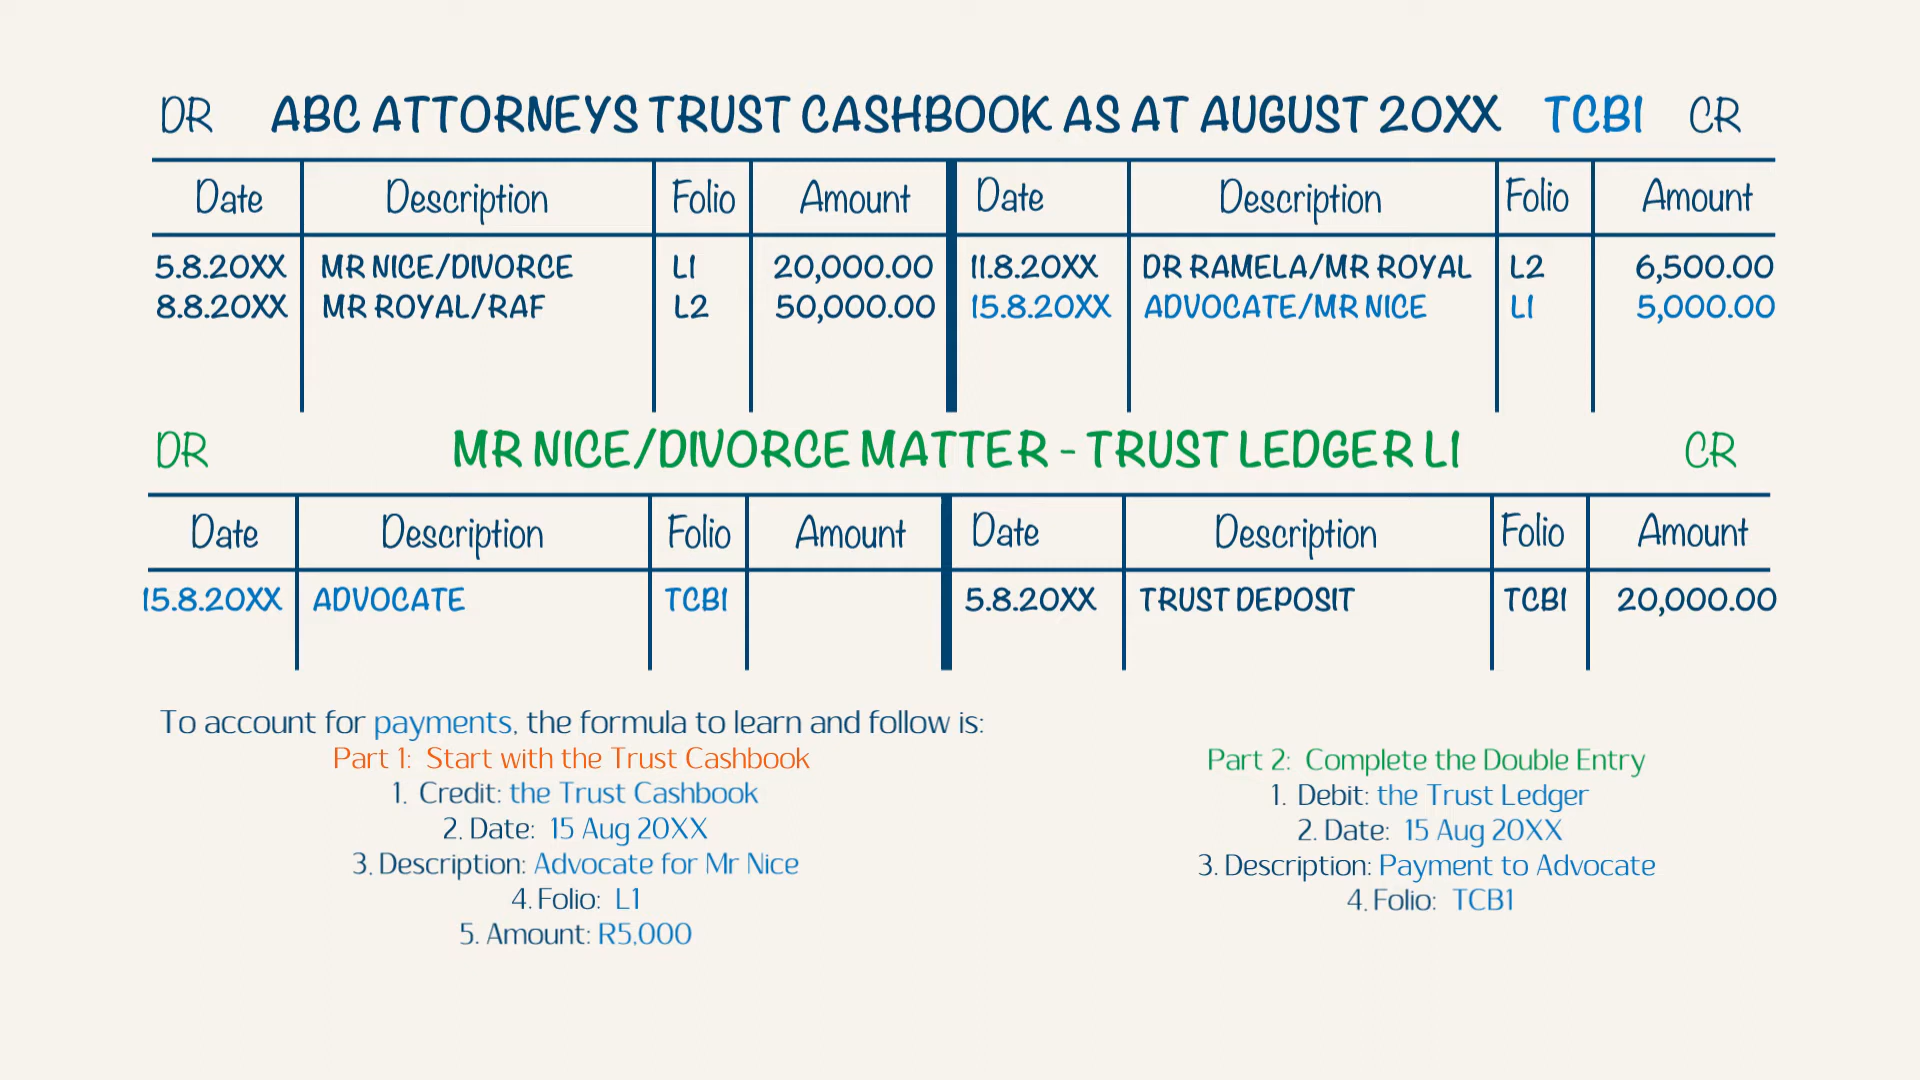 DR ABC ATTORNEYS TRUST CASHBOOK AS AT AUGUST 20XX TCB1 CR
Date Description Folio Amount Date Description Folio Amount
5.8.20XX MR NICE/DIVORCE L1 20,000.00 11.8.20XX DR RAMELA/MR ROYAL L2 6,500.00
8.8.20XX MR ROYAL/RAF L2 50,000.00 15.8.20XX ADVOCATE/MR NICE L1 5,000.00
DR MR NICE/DIVORCE MATTER - TRUST LEDGER L1 CR
Date Description Folio Amount Date Description Folio Amount
15.8.20XX ADVOCATE TCB1 5.8.20XX TRUST DEPOSIT TCB1 20,000.00
To account for payments, the formula to learn and follow is:
Part 1: Start with the Trust Cashbook
1. Credit: the Trust Cashbook
2. Date: 15 Aug 20XX
3. Description: Advocate for Mr Nice
4. Folio: L1
5. Amount: R5,000
Part 2: Complete the Double Entry
1. Debit: the Trust Ledger
2. Date: 15 Aug 20XX
3. Description: Payment to Advocate
4. Folio: TCB1